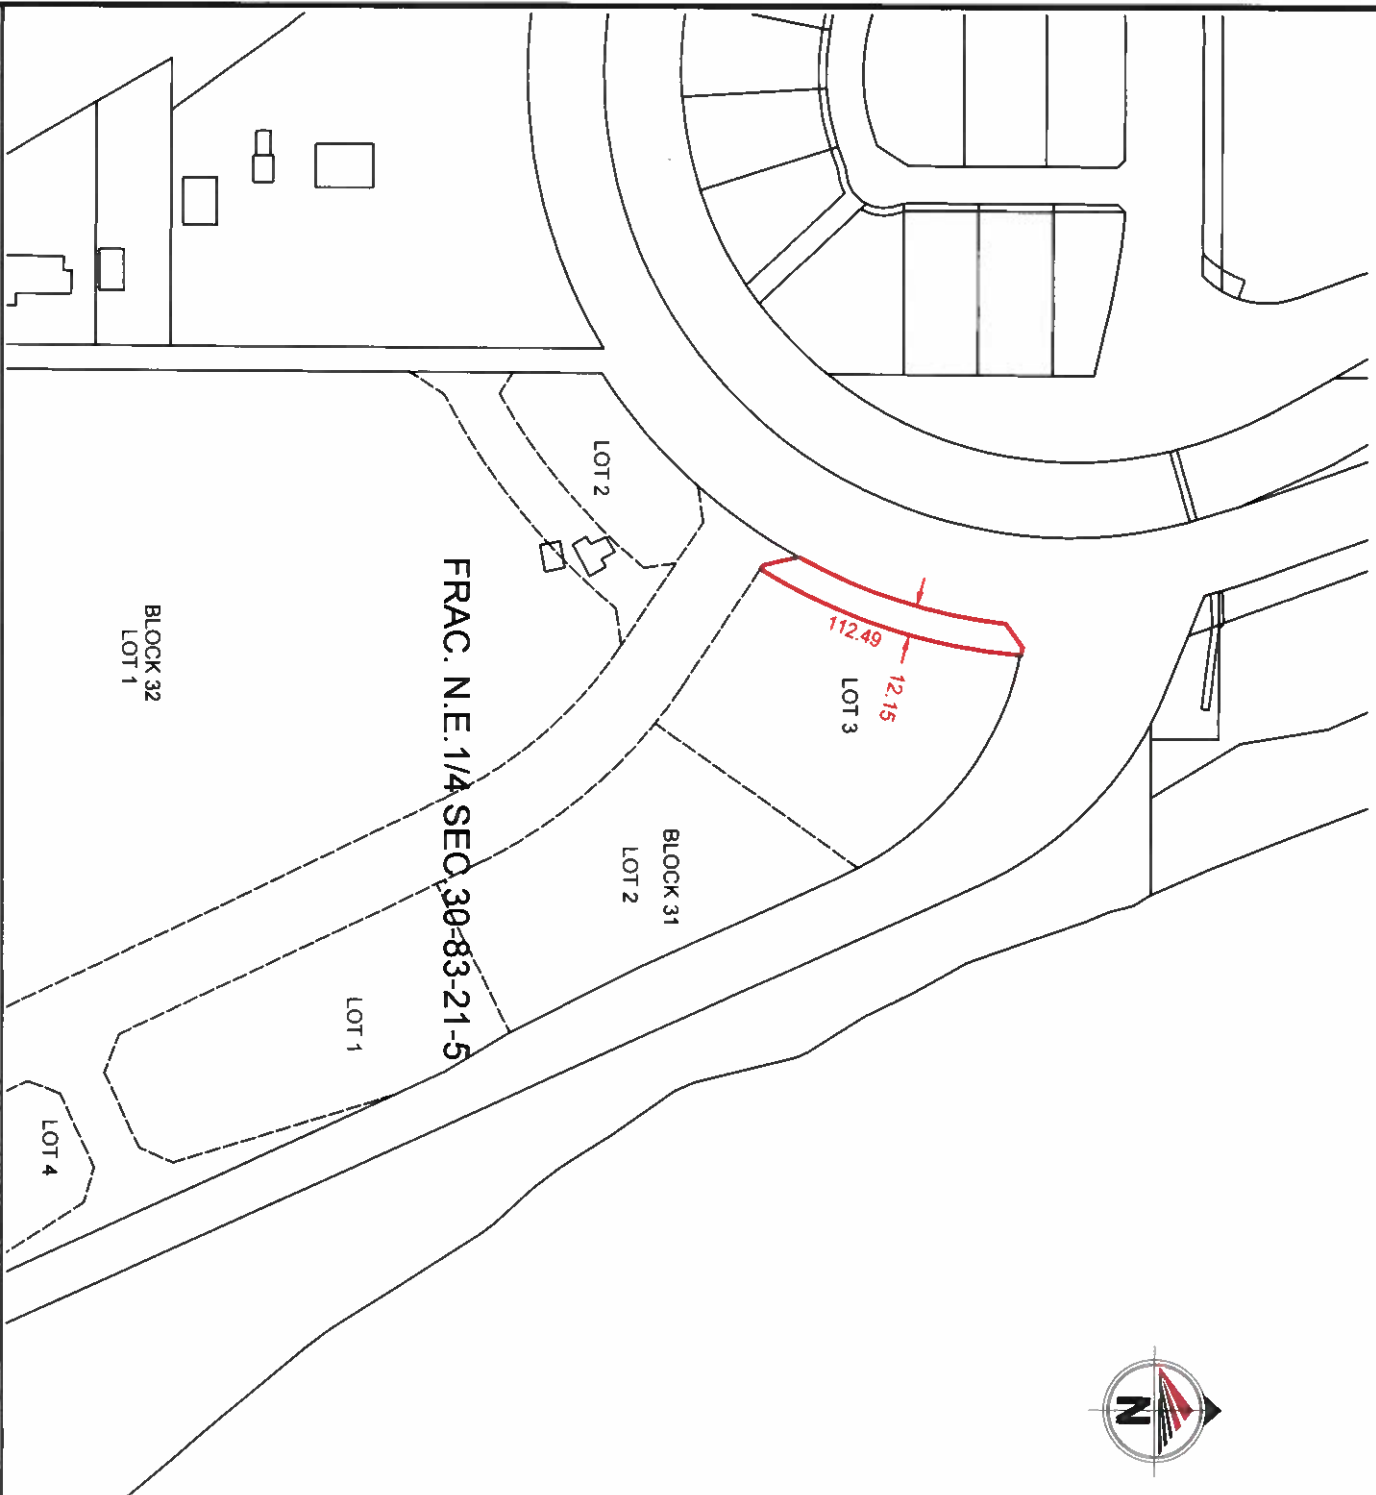 LOT 2
FRAC. N.E.1/4 SEC.30-83-21-5
BLOCK 32
LOT 1
112.49
12.15
LOT 3
BLOCK 31
LOT 2
LOT 1
LOT 4
N